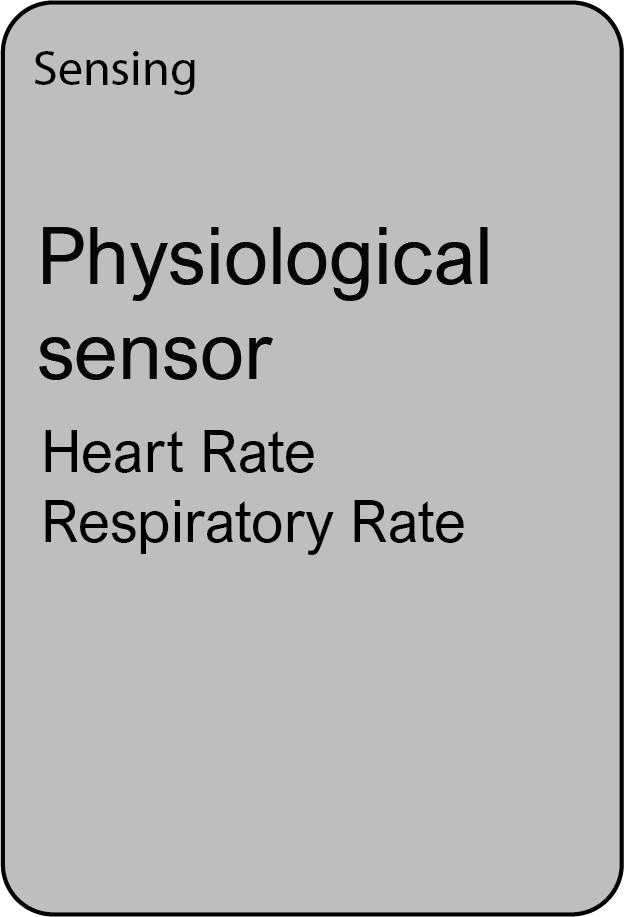 Sensing
Physiological
sensor
Heart Rate
Respiratory Rate